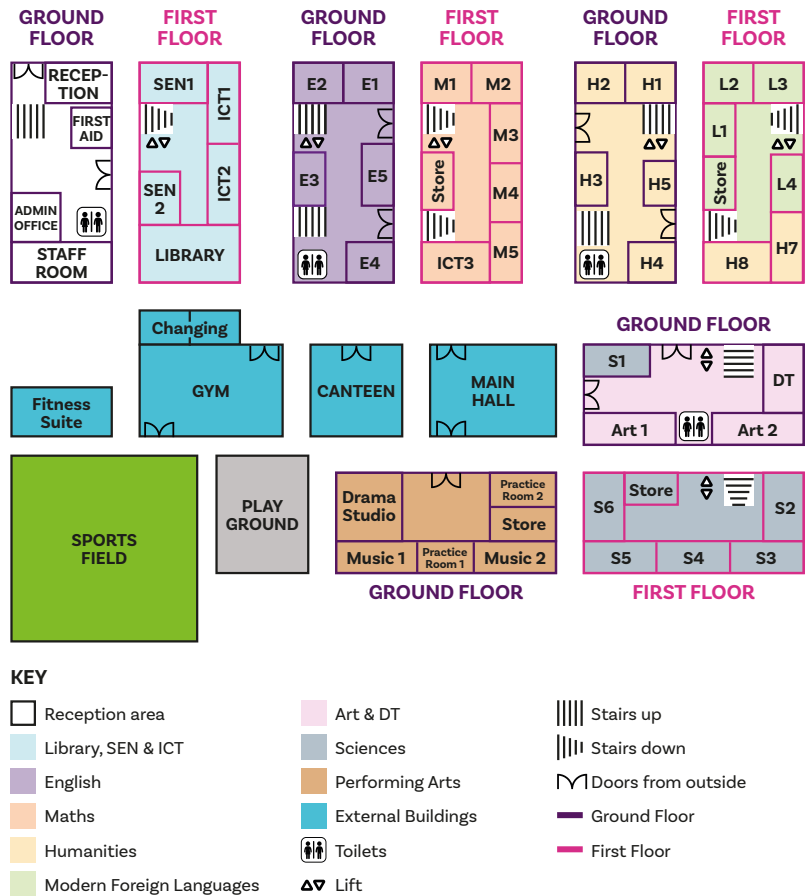 GROUND
FLOOR
FIRST
FLOOR
GROUND
FLOOR
FIRST
FLOOR
GROUND
FLOOR
FIRST
FLOOR
RECEP-
TION
FIRST
AID
ADMIN
OFFICE
STAFF
ROOM
SEN1
ICT1
ICT2
SEN
2
LIBRARY
E2
E1
E3
E5
E4
M1
M2
M3
Store
M4
M5
ICT3
H2
H1
H3
H5
H4
L2
L3
L1
Store
L4
H7
H8
Changing
GYM
CANTEEN
MAIN
HALL
Fitness
Suite
GROUND FLOOR
S1
DT
Art 1
Art 2
SPORTS
FIELD
PLAY
GROUND
Drama
Studio
Practice
Room 2
Store
Music 1
Practice
Room 1
Music 2
GROUND FLOOR
S6
Store
S2
S5
S4
S3
FIRST FLOOR
KEY
Reception area
Library, SEN & ICT
English
Maths
Humanities
Modern Foreign Languages
Art & DT
Sciences
Performing Arts
External Buildings
Toilets
Lift
Stairs up
Stairs down
Doors from outside
Ground Floor
First Floor